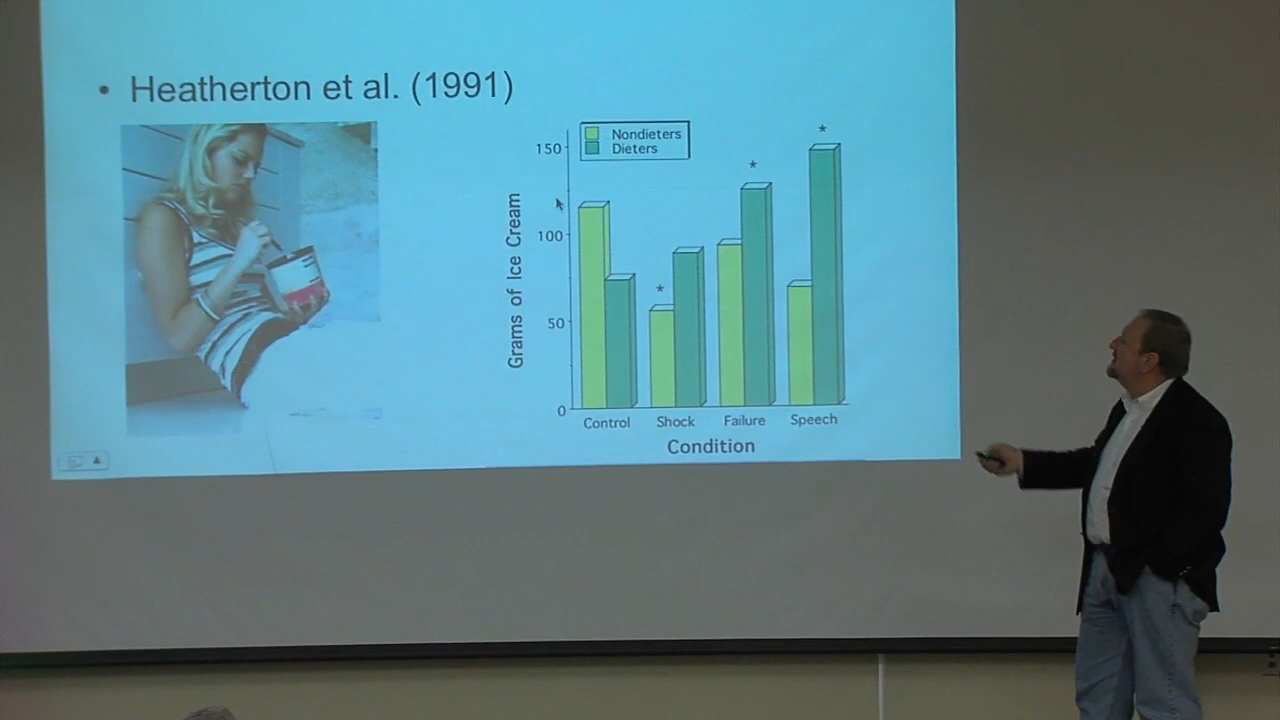 • Heatherton et al. (1991)
Nondieters
Dieters
*
*
*
150
100
50
0
Grams of Ice Cream
Control Shock Failure Speech
Condition